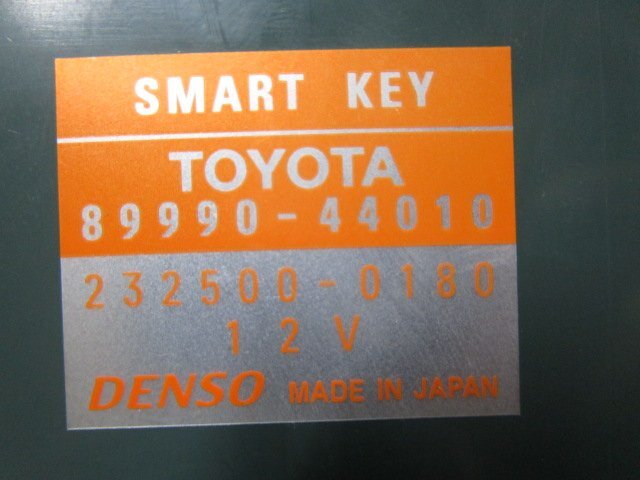 SMART KEY
TOYOTA
89990-44010
232500-0180
12V
DENSO MADE IN JAPAN